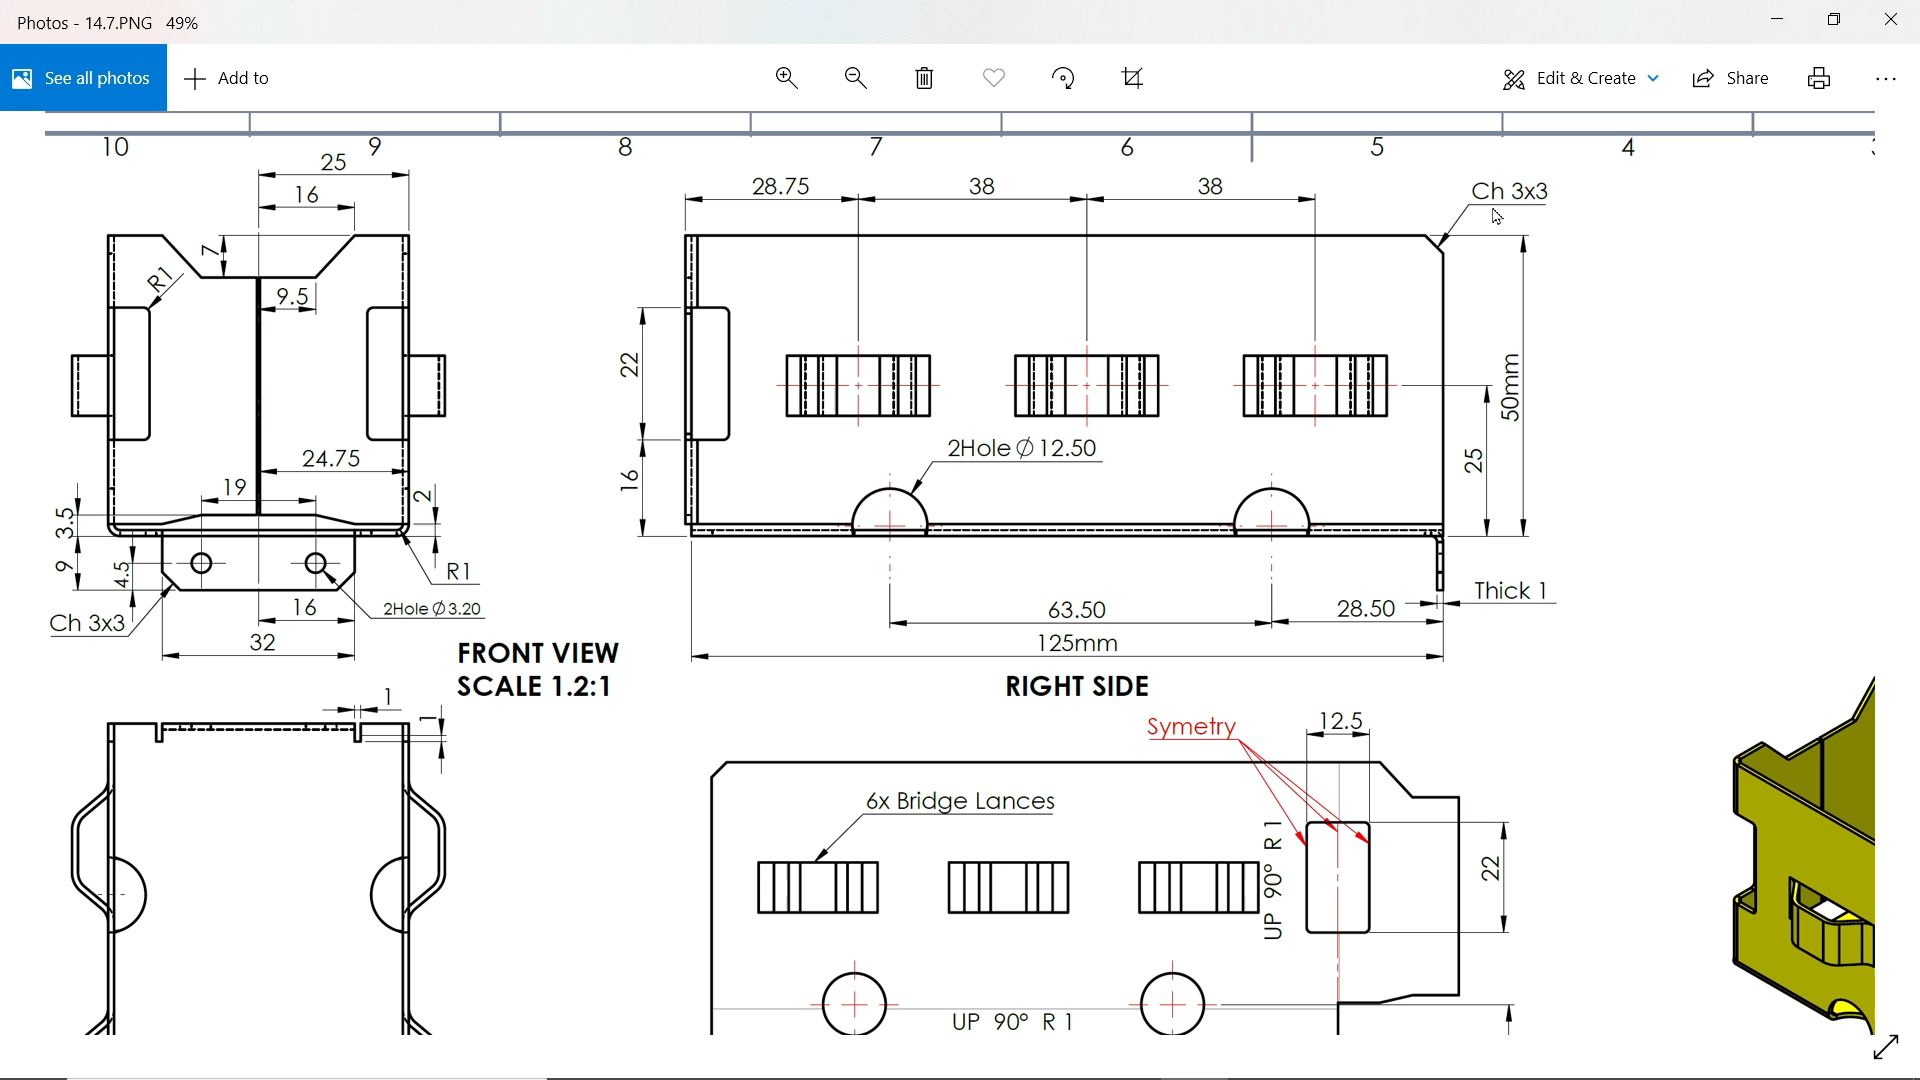 Photos - 14.7.PNG 49%
See all photos
Add to
Edit & Create
Share
10 9 8 7 6 5 4
25
16
7
R1
9.5
24.75
19
2
3.5
9
4.5
R1
16
2Hole∅3.20
Ch 3x3
32
FRONT VIEW
SCALE 1.2:1
28.75 38 38
Ch 3x3
22
16
50mm
25
2Hole∅12.50
Thick 1
63.50 28.50
125mm
RIGHT SIDE
1
1
Symetry
12.5
6x Bridge Lances
UP 90° R 1
22
UP 90° R 1